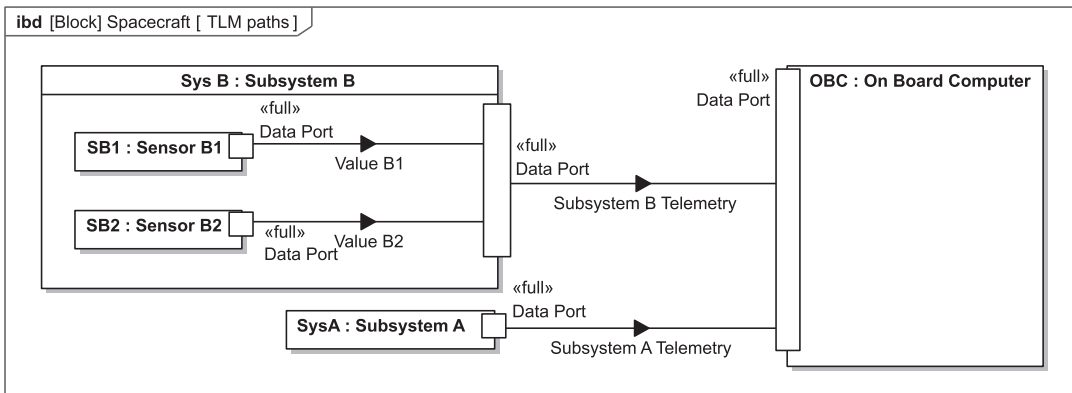 ibd [Block] Spacecraft [ TLM paths ]
Sys B : Subsystem B
«full»
Data Port
SB1 : Sensor B1
Value B1
SB2 : Sensor B2
«full»
Data Port
Value B2
«full»
Data Port
Subsystem B Telemetry
«full»
Data Port
OBC : On Board Computer
SysA : Subsystem A
«full»
Data Port
Subsystem A Telemetry